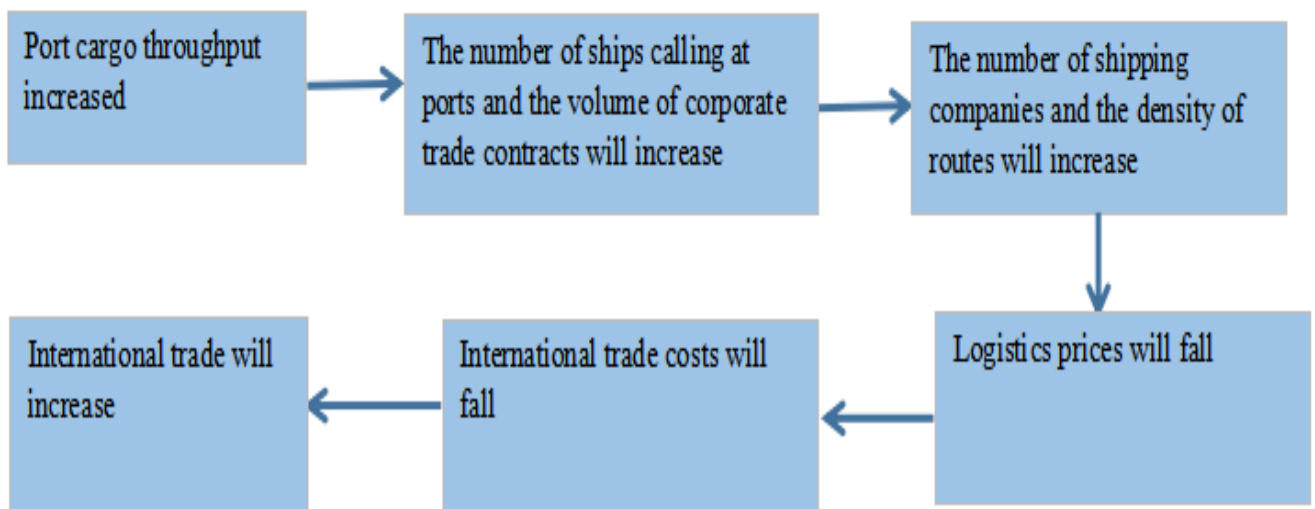 Port cargo throughput
increased
The number of ships calling at
ports and the volume of corporate
trade contracts will increase
The number of shipping
companies and the density of
routes will increase
Logistics prices will fall
International trade costs will
fall
International trade will
increase